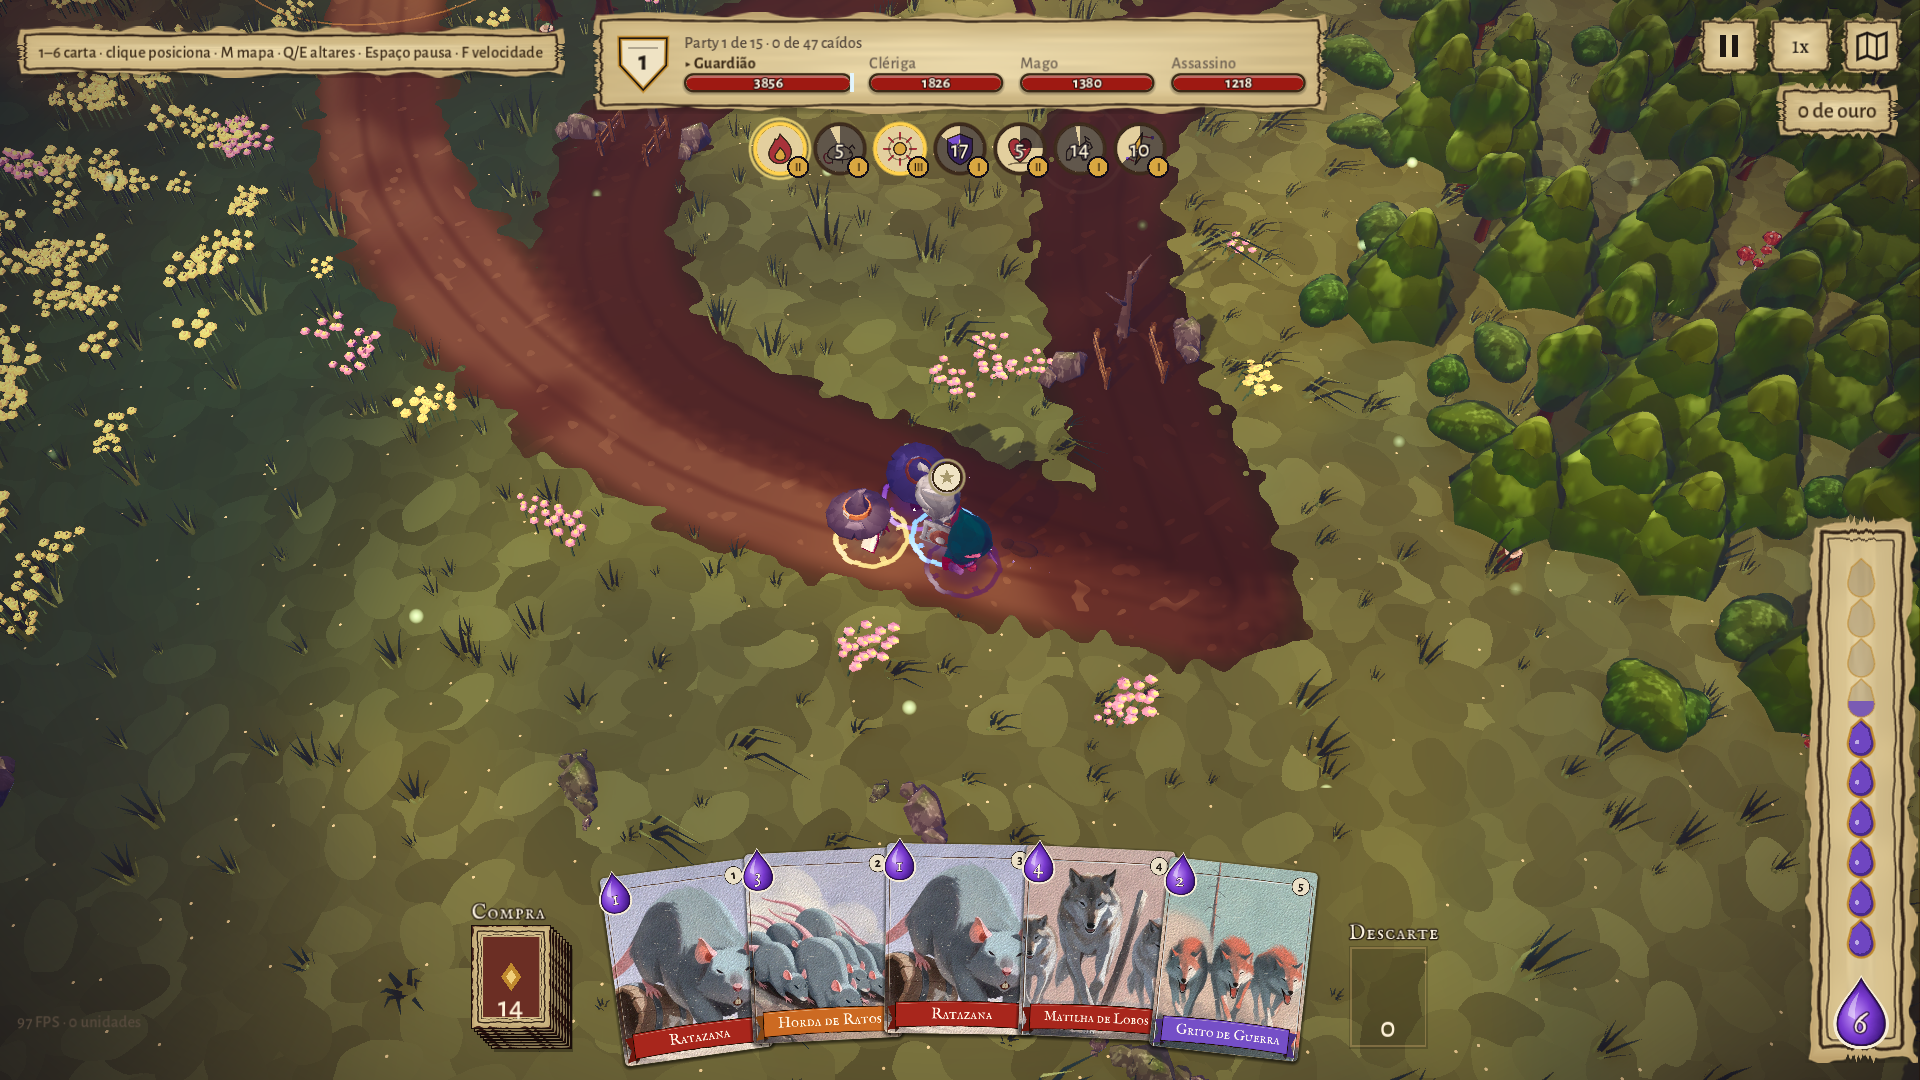 1–6 carta · clique posiciona · M mapa · Q/E altares · Espaço pausa · F velocidade
1
Party 1 de 15 · 0 de 47 caídos
▸ Guardião
Clériga
Mago
Assassino
3856
1826
1380
1218
1x
0 de ouro
II
5
I
III
17
I
5
II
14
I
10
I
Compra
14
1
1
Ratazana
3
2
Horda de Ratos
1
3
Ratazana
4
4
Matilha de Lobos
2
5
Grito de Guerra
Descarte
0
6
97 FPS · 0 unidades